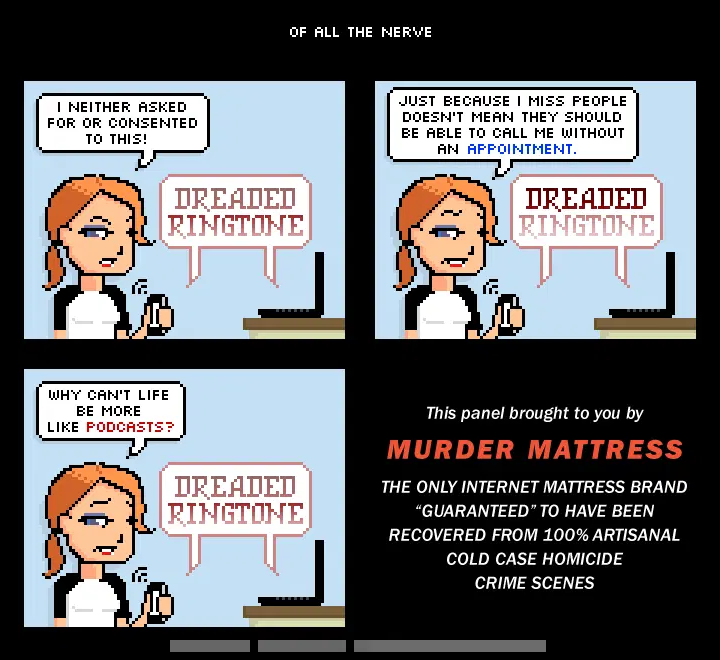 OF ALL THE NERVE
I NEITHER ASKED
FOR OR CONSENTED
TO THIS!
DREADED
RINGTONE
JUST BECAUSE I MISS PEOPLE
DOESN'T MEAN THEY SHOULD
BE ABLE TO CALL ME WITHOUT
AN APPOINTMENT.
DREADED
RINGTONE
WHY CAN'T LIFE
BE MORE
LIKE PODCASTS?
DREADED
RINGTONE
This panel brought to you by
MURDER MATTRESS
THE ONLY INTERNET MATTRESS BRAND
“GUARANTEED” TO HAVE BEEN
RECOVERED FROM 100% ARTISANAL
COLD CASE HOMICIDE
CRIME SCENES